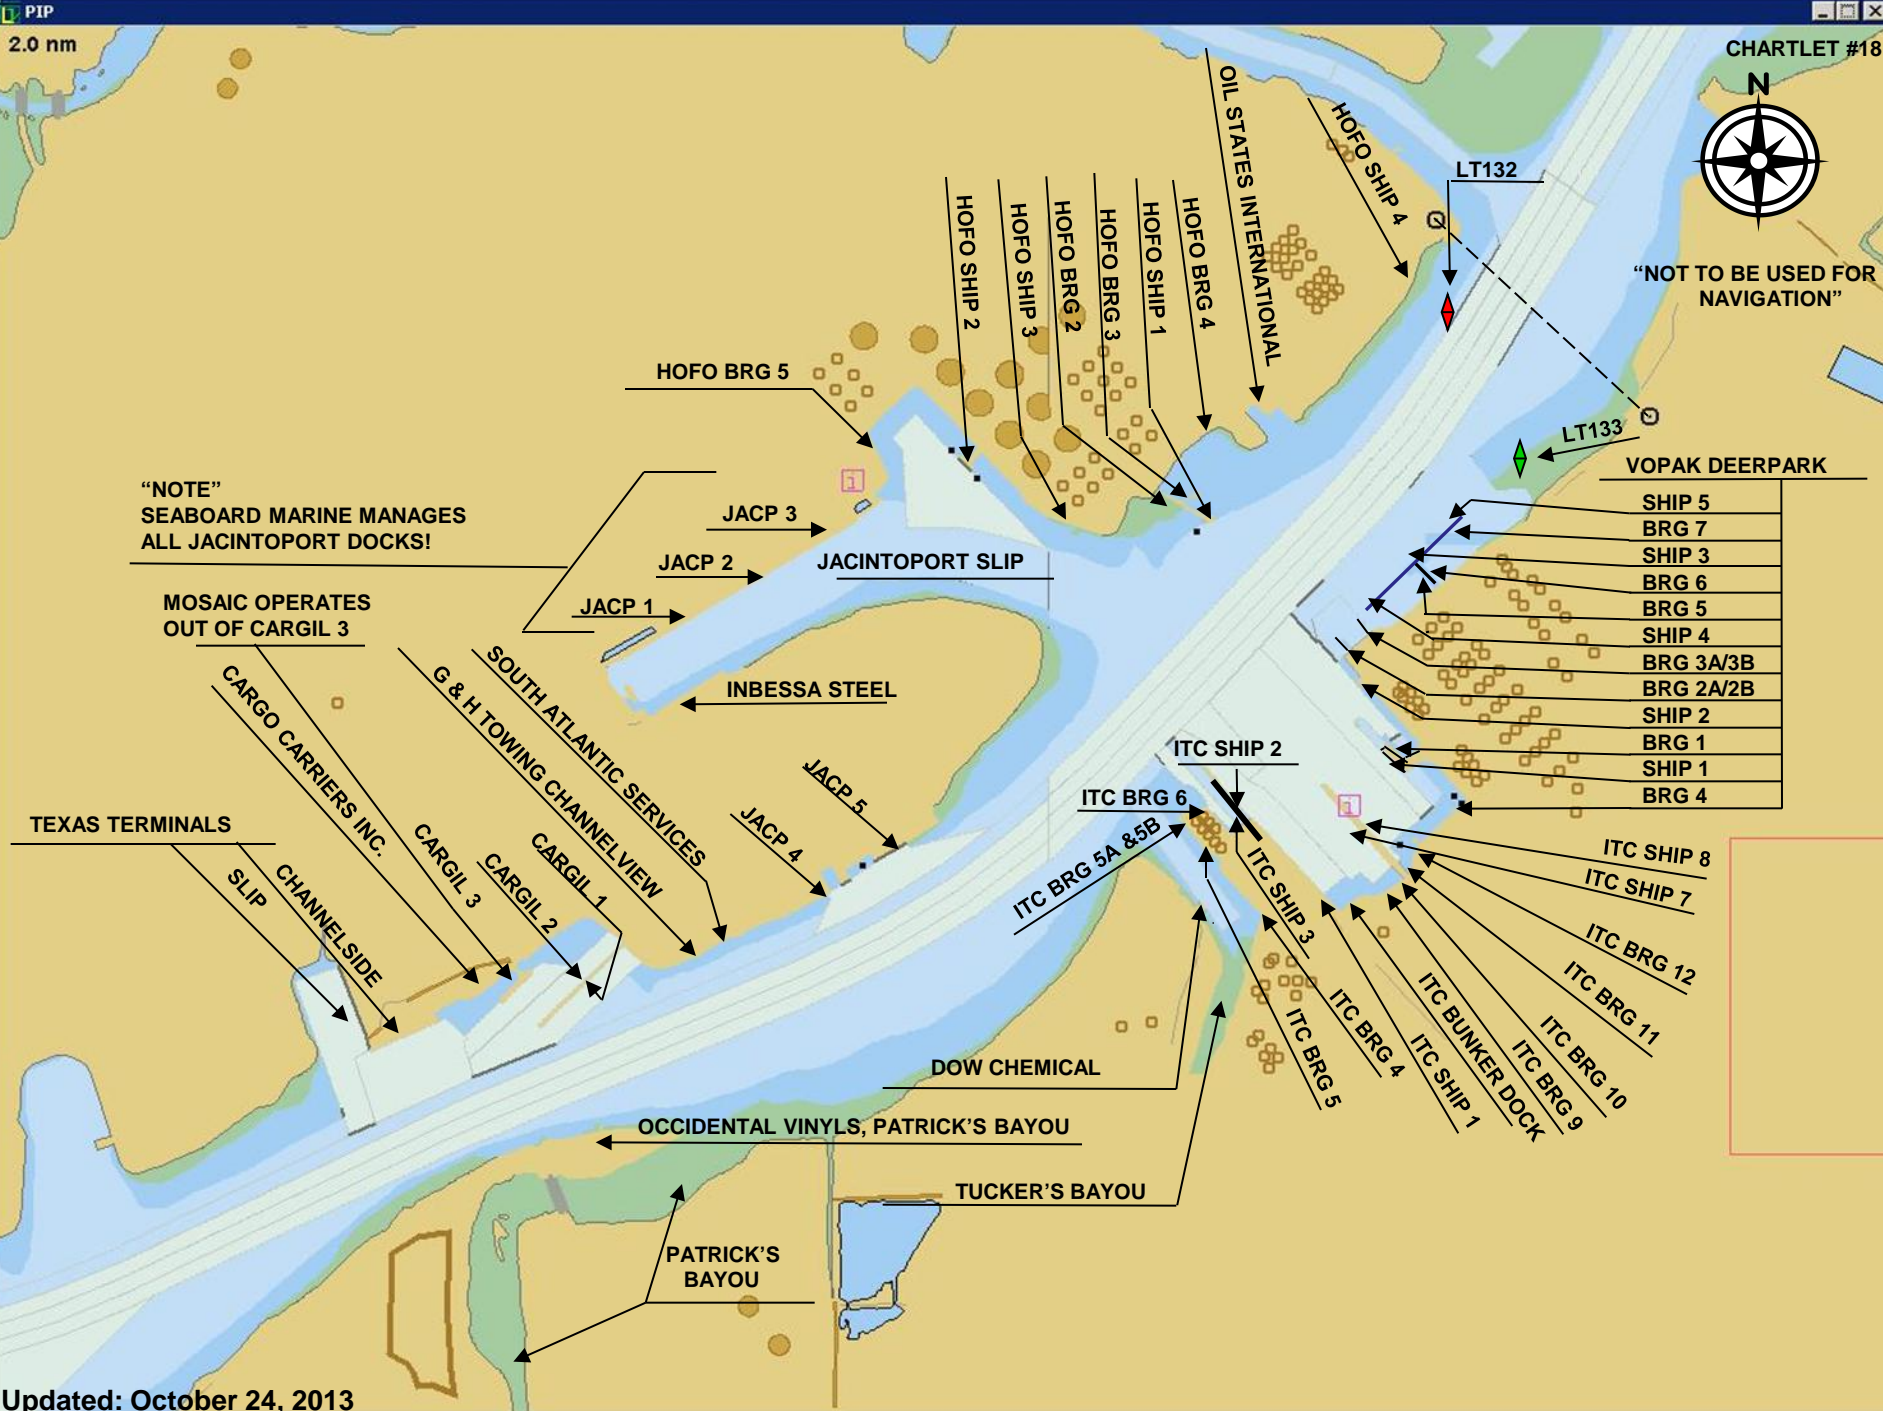 PIP
2.0 nm
CHARTLET #18
N
“NOT TO BE USED FOR
NAVIGATION”
OIL STATES INTERNATIONAL
HOFO SHIP 4
LT132
HOFO SHIP 2
HOFO SHIP 3
HOFO BRG 2
HOFO BRG 3
HOFO SHIP 1
HOFO BRG 4
HOFO BRG 5
LT133
VOPAK DEERPARK
SHIP 5
BRG 7
SHIP 3
BRG 6
BRG 5
SHIP 4
BRG 3A/3B
BRG 2A/2B
SHIP 2
BRG 1
SHIP 1
BRG 4
“NOTE”
SEABOARD MARINE MANAGES
ALL JACINTOPORT DOCKS!
JACP 3
JACP 2
JACP 1
JACINTOPORT SLIP
MOSAIC OPERATES
OUT OF CARGIL 3
INBESSA STEEL
SOUTH ATLANTIC SERVICES
G & H TOWING CHANNELVIEW
CARGO CARRIERS INC.
CARGIL 3
CARGIL 2
CARGIL 1
TEXAS TERMINALS
SLIP
CHANNELSIDE
JACP 5
JACP 4
ITC SHIP 2
ITC BRG 6
ITC BRG 5A &5B
ITC SHIP 3
ITC SHIP 8
ITC SHIP 7
ITC BRG 12
ITC BRG 11
ITC BRG 10
ITC BRG 9
ITC BUNKER DOCK
ITC SHIP 1
ITC BRG 4
ITC BRG 5
DOW CHEMICAL
OCCIDENTAL VINYLS, PATRICK’S BAYOU
TUCKER’S BAYOU
PATRICK’S
BAYOU
Updated: October 24, 2013